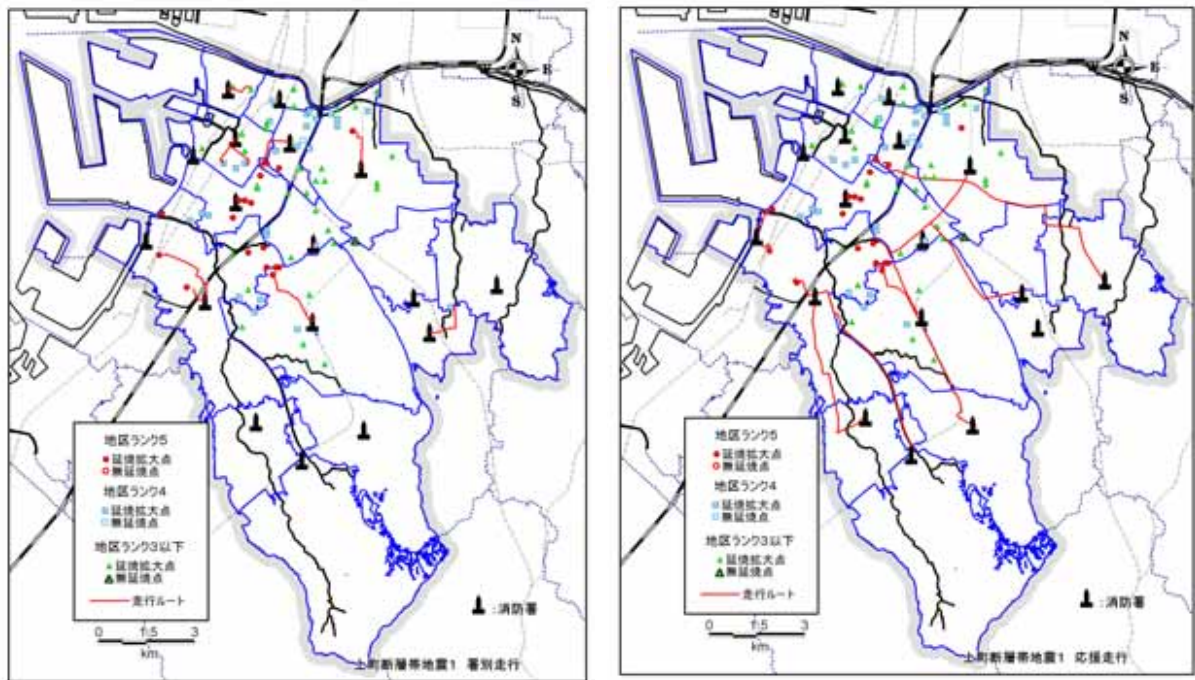 N
E
S
地区ランク5
延焼拡大点
無延焼点
地区ランク4
延焼拡大点
無延焼点
地区ランク3以下
延焼拡大点
無延焼点
走行ルート
0 1.5 3
km
:消防署
上町断層帯地震1 署別走行
N
E
S
地区ランク5
延焼拡大点
無延焼点
地区ランク4
延焼拡大点
無延焼点
地区ランク3以下
延焼拡大点
無延焼点
走行ルート
0 1.5 3
km
:消防署
上町断層帯地震1 応援走行